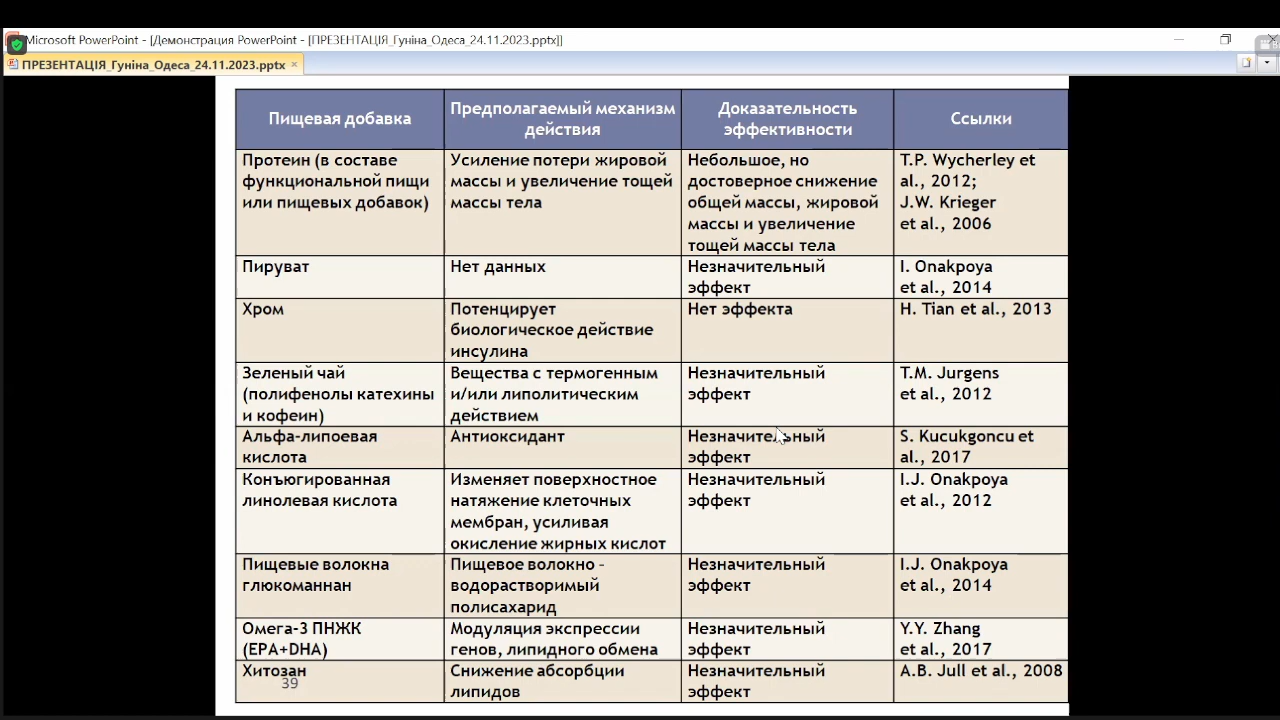 Microsoft PowerPoint - [Демонстрация PowerPoint - [ПРЕЗЕНТАЦІЯ_Гуніна_Одеса_24.11.2023.pptx]]
ПРЕЗЕНТАЦІЯ_Гуніна_Одеса_24.11.2023.pptx
Пищевая добавка
Предполагаемый механизм
действия
Доказательность
эффективности
Ссылки
Протеин (в составе
функциональной пищи
или пищевых добавок)
Усиление потери жировой
массы и увеличение тощей
массы тела
Небольшое, но
достоверное снижение
общей массы, жировой
массы и увеличение
тощей массы тела
T.P. Wycherley et
al., 2012;
J.W. Krieger
et al., 2006
Пируват
Нет данных
Незначительный
эффект
I. Onakpoya
et al., 2014
Хром
Потенцирует
биологическое действие
инсулина
Нет эффекта
H. Tian et al., 2013
Зеленый чай
(полифенолы катехины
и кофеин)
Вещества с термогенным
и/или липолитическим
действием
Незначительный
эффект
T.M. Jurgens
et al., 2012
Альфа-липоевая
кислота
Антиоксидант
Незначительный
эффект
S. Kucukgoncu et
al., 2017
Конъюгированная
линолевая кислота
Изменяет поверхностное
натяжение клеточных
мембран, усиливая
окисление жирных кислот
Незначительный
эффект
I.J. Onakpoya
et al., 2012
Пищевые волокна
глюкоманнан
Пищевое волокно -
водорастворимый
полисахарид
Незначительный
эффект
I.J. Onakpoya
et al., 2014
Омега-3 ПНЖК
(EPA+DHA)
Модуляция экспрессии
генов, липидного обмена
Незначительный
эффект
Y.Y. Zhang
et al., 2017
Хитозан
Снижение абсорбции
липидов
Незначительный
эффект
A.B. Jull et al., 2008
39